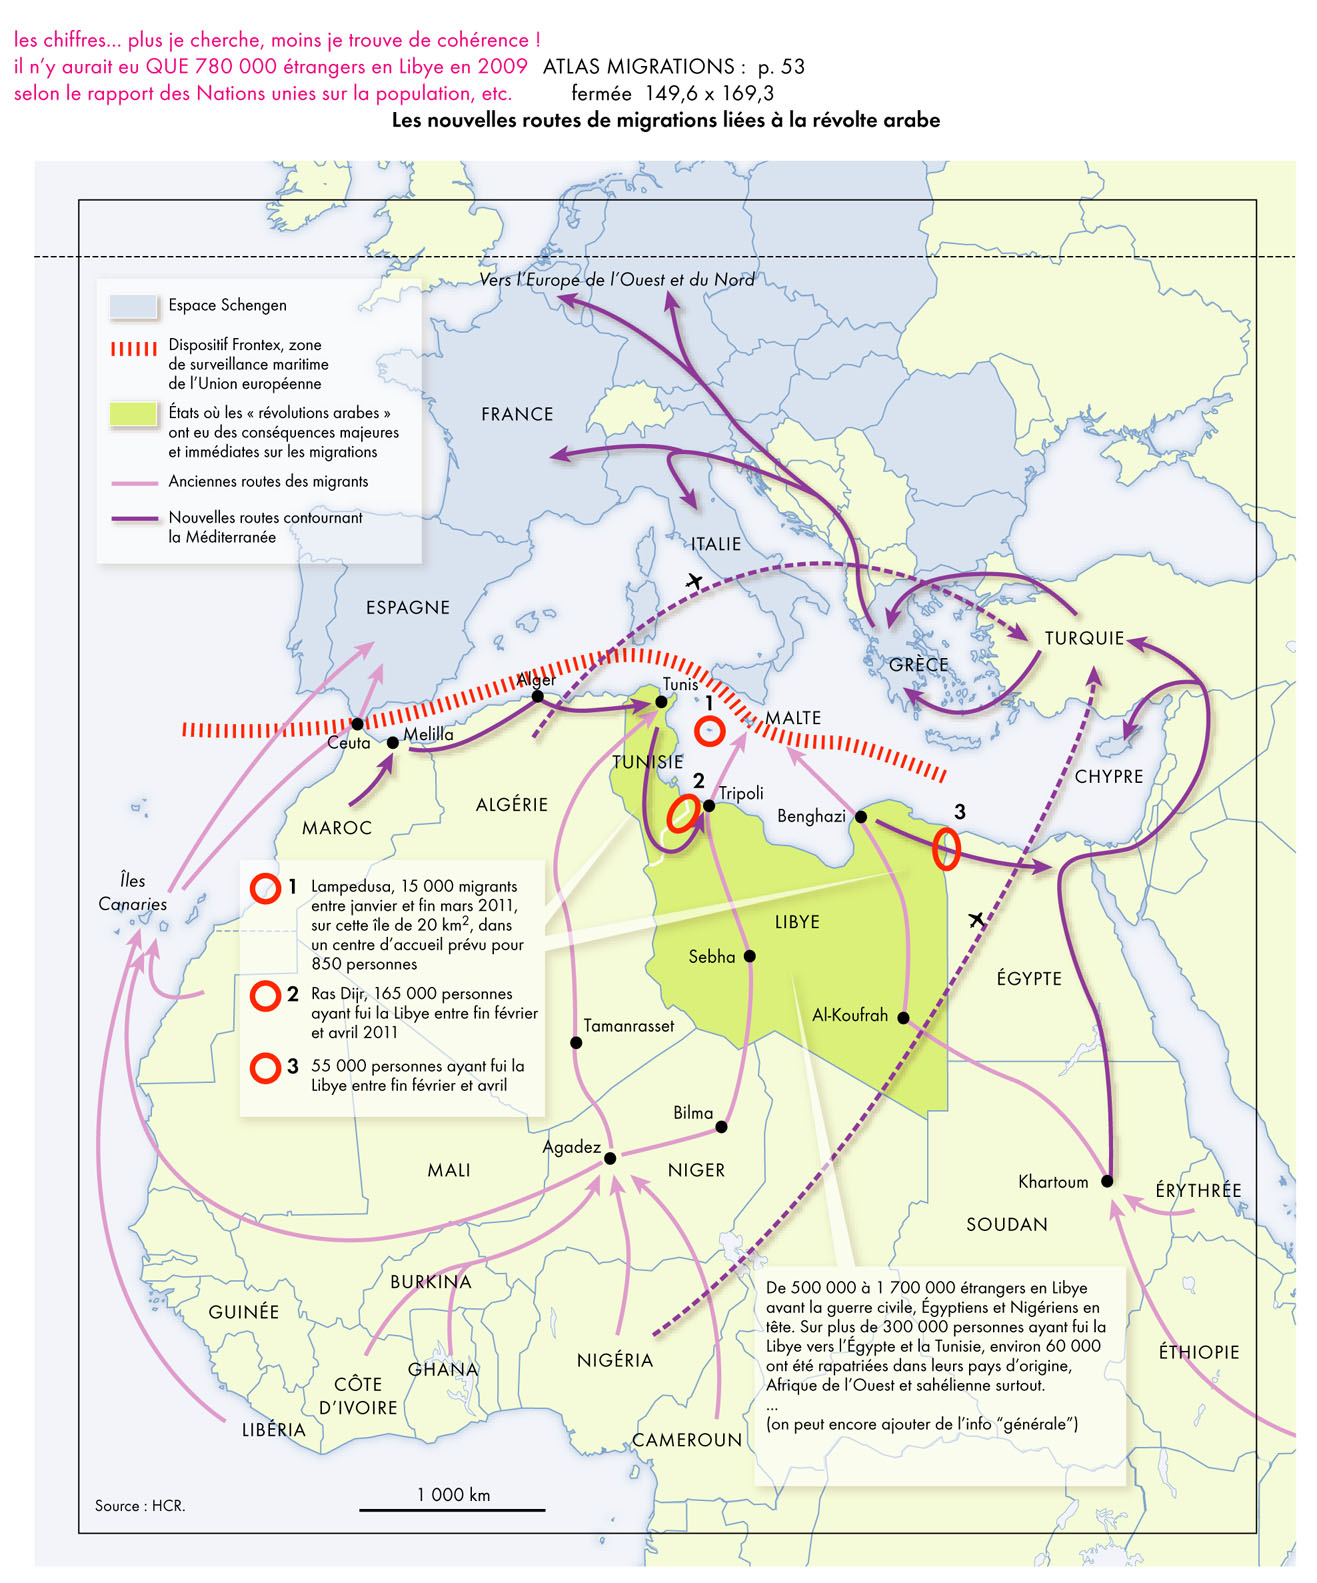 les chiffres... plus je cherche, moins je trouve de cohérence !
il n’y aurait eu QUE 780 000 étrangers en Libye en 2009
selon le rapport des Nations unies sur la population, etc.
ATLAS MIGRATIONS : p. 53
fermée 149,6 x 169,3
Les nouvelles routes de migrations liées à la révolte arabe
Vers l’Europe de l’Ouest et du Nord
Espace Schengen
Dispositif Frontex, zone
de surveillance maritime
de l’Union européenne
États où les « révolutions arabes »
ont eu des conséquences majeures
et immédiates sur les migrations
Anciennes routes des migrants
Nouvelles routes contournant
la Méditerranée
FRANCE
ITALIE
ESPAGNE
TURQUIE
GRÈCE
Alger
Tunis
1
MALTE
Ceuta
Melilla
TUNISIE
CHYPRE
2
Tripoli
ALGÉRIE
Benghazi
3
MAROC
Îles
Canaries
1 Lampedusa, 15 000 migrants
entre janvier et fin mars 2011,
sur cette île de 20 km², dans
un centre d’accueil prévu pour
850 personnes
2 Ras Dijr, 165 000 personnes
ayant fui la Libye entre fin février
et avril 2011
3 55 000 personnes ayant fui la
Libye entre fin février et avril
LIBYE
Sebha
ÉGYPTE
Al-Koufrah
Tamanrasset
Bilma
Agadez
MALI
NIGER
Khartoum
ÉRYTHRÉE
SOUDAN
BURKINA
GUINÉE
De 500 000 à 1 700 000 étrangers en Libye
avant la guerre civile, Égyptiens et Nigériens en
tête. Sur plus de 300 000 personnes ayant fui la
Libye vers l’Égypte et la Tunisie, environ 60 000
ont été rapatriées dans leurs pays d’origine,
Afrique de l’Ouest et sahélienne surtout.
...
(on peut encore ajouter de l’info “générale”)
ÉTHIOPIE
NIGÉRIA
GHANA
CÔTE
D’IVOIRE
LIBÉRIA
CAMEROUN
1 000 km
Source : HCR.